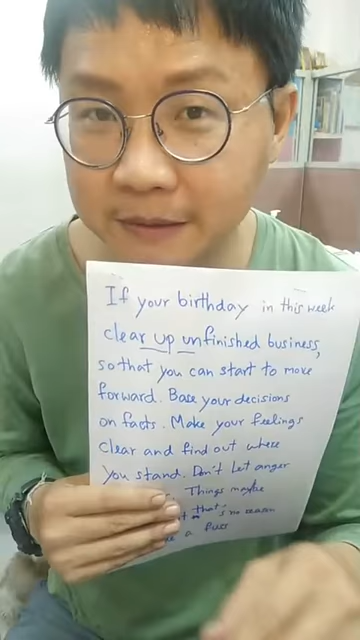 If your birthday in this week
clear up unfinished business,
so that you can start to move
forward. Base your decisions
on facts. Make your feelings
clear and find out where
you stand. Don't let anger
Things maybe
that's no reason
a fuss